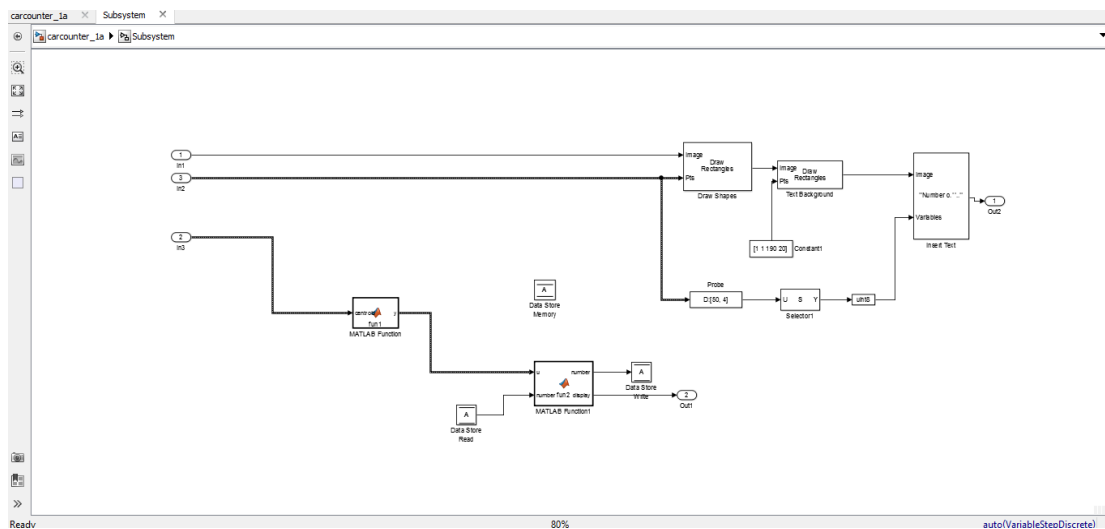 carcounter_1a
Subsystem
carcounter_1a
Subsystem
1
In1
3
In2
2
In3
Image
Pts
Draw
Rectangles
Draw Shapes
Image
Pts
Draw
Rectangles
Text Background
Image
Variables
"Number o.""..."
Insert Text
1
Out2
[1 1 190 20]
Constant1
Probe
D:[50, 4]
U S Y
Selector1
uint8
A
Data Store
Memory
y
fun1
MATLAB Function
u
number
number
fun2
display
MATLAB Function1
A
Data Store
Write
2
Out1
A
Data Store
Read
Ready
80%
auto(VariableStepDiscrete)